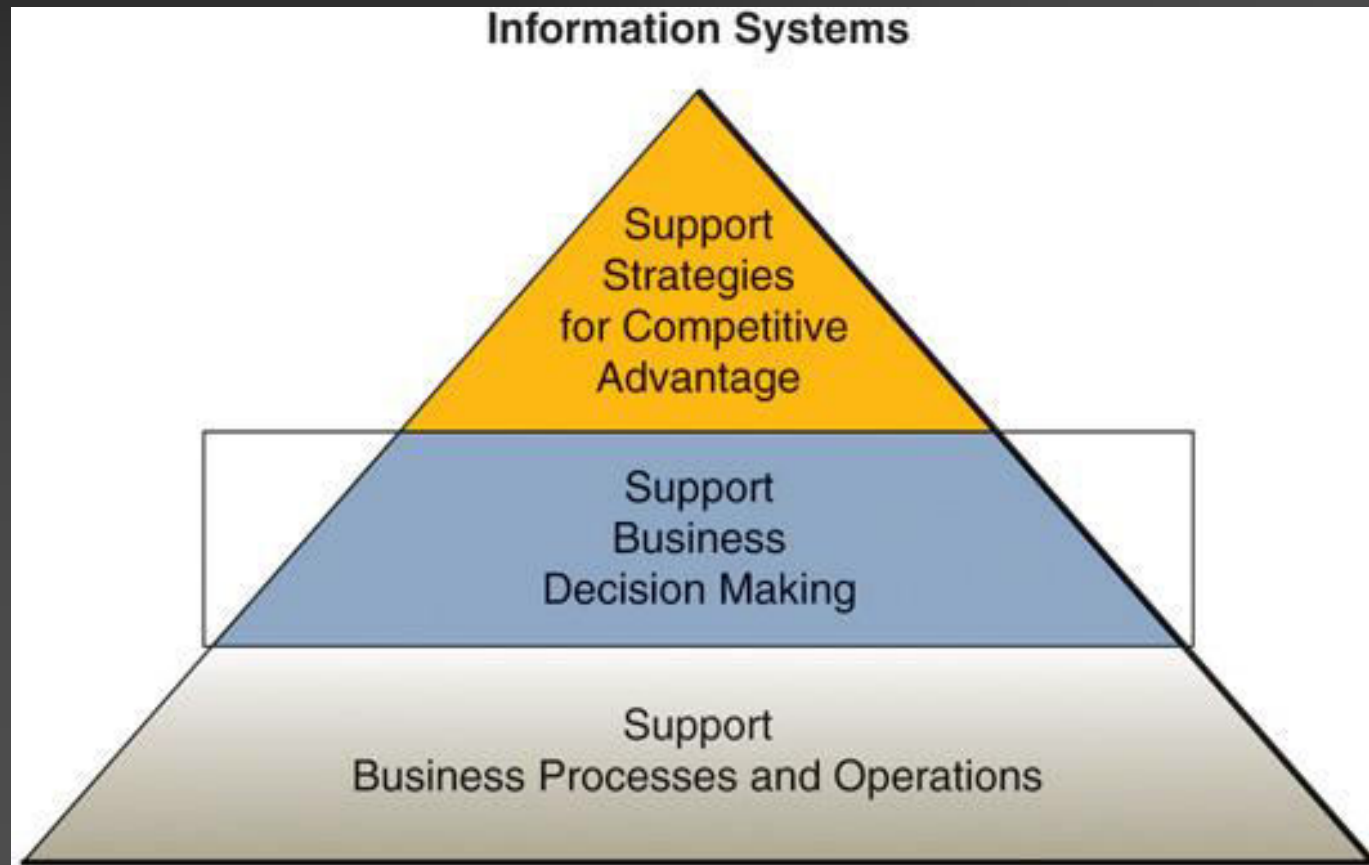 Information Systems
Support
Strategies
for Competitive
Advantage
Support
Business
Decision Making
Support
Business Processes and Operations